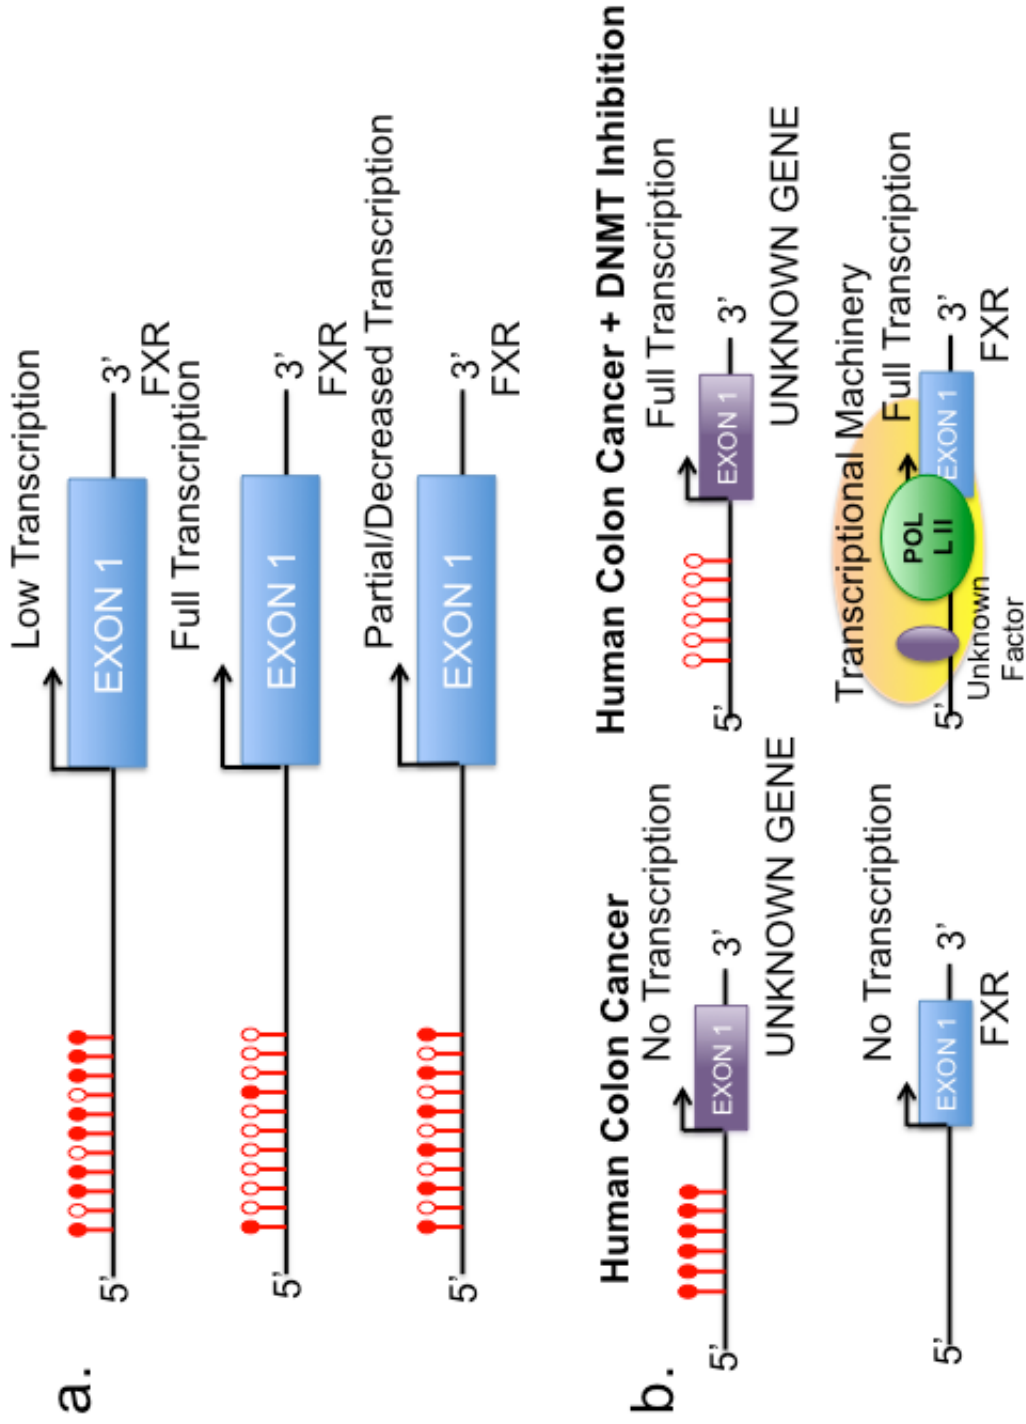 a.
Low Transcription
EXON 1
5’
3’
FXR
Full Transcription
EXON 1
5’
3’
FXR
Partial/Decreased Transcription
EXON 1
5’
3’
FXR
b.
Human Colon Cancer
No Transcription
EXON 1
5’
3’
UNKNOWN GENE
No Transcription
EXON 1
5’
3’
FXR
Human Colon Cancer + DNMT Inhibition
Full Transcription
EXON 1
5’
3’
UNKNOWN GENE
Transcriptional Machinery
Full Transcription
POL
L II
EXON 1
5’
3’
Unknown
Factor
FXR